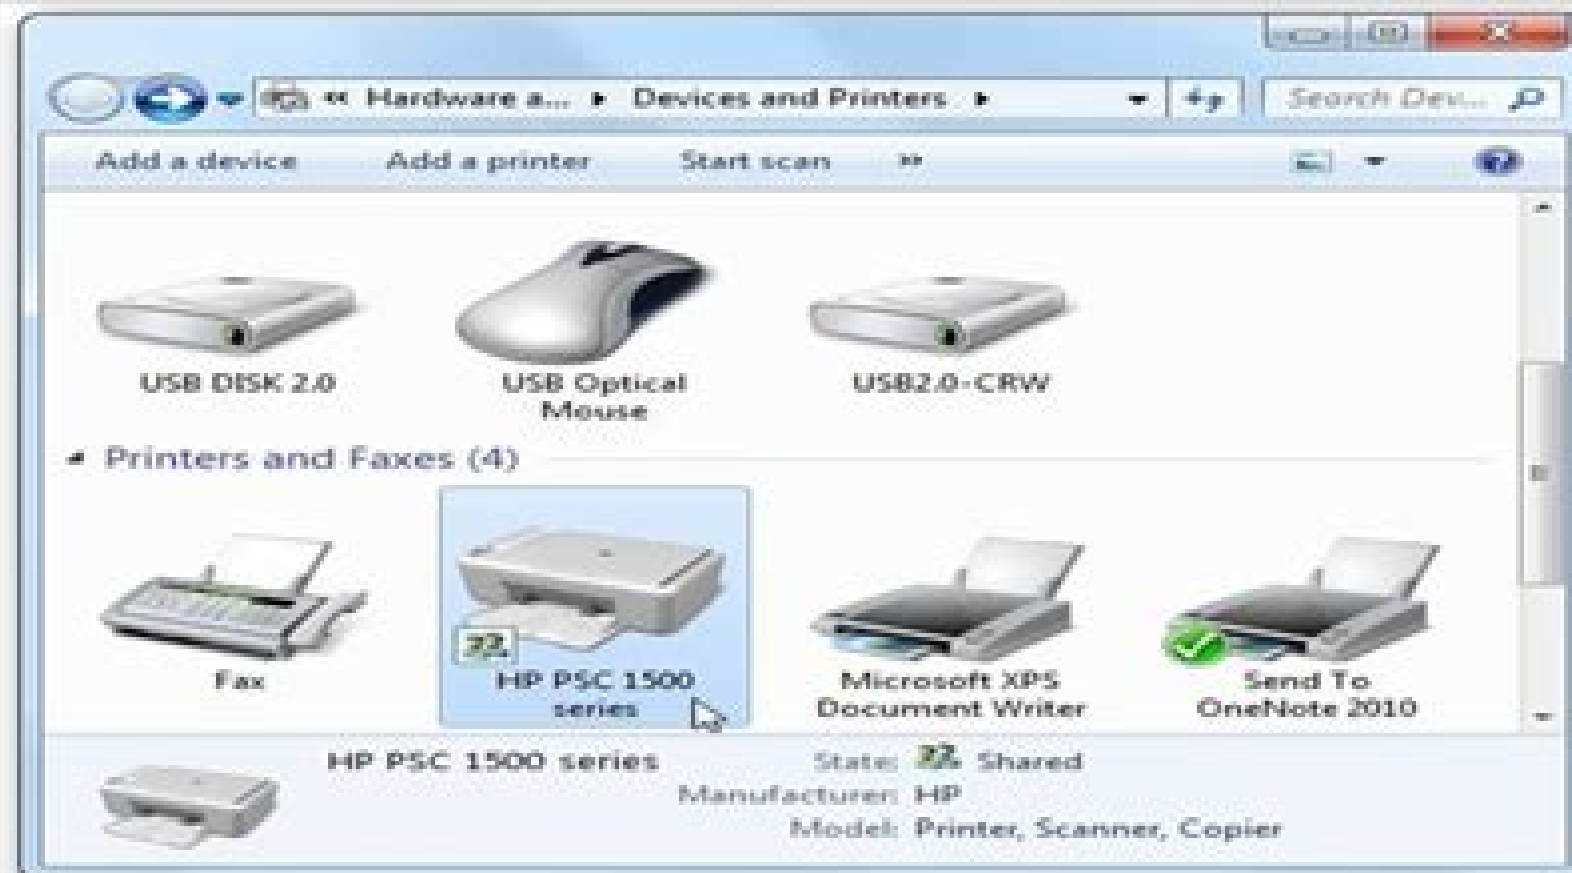 « Hardware a... ▸ Devices and Printers ▸ Search Dev...
Add a device Add a printer Start scan »
USB DISK 2.0 USB Optical USB2.0-CRW
Mouse
Printers and Faxes (4)
Fax HP PSC 1500 Microsoft XPS Send To
series Document Writer OneNote 2010
HP PSC 1500 series State: Shared
Manufacturer: HP
Model: Printer, Scanner, Copier